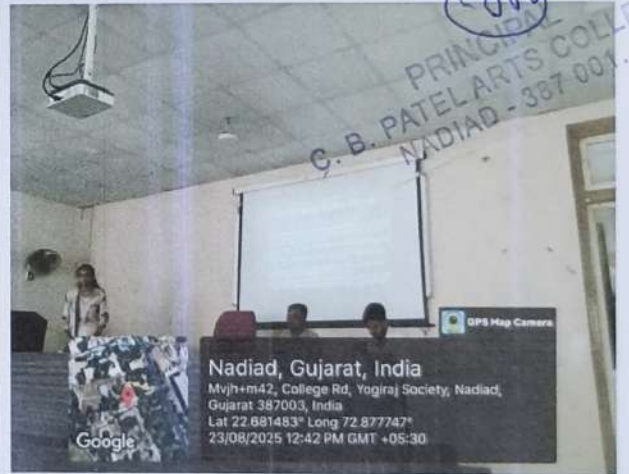 PRINCIPAL
C. B. PATEL ARTS COLLE
NADIAD - 387 001.
GPS Map Camera
Nadiad, Gujarat, India
Mvjh+m42, College Rd, Yogiraj Society, Nadiad,
Gujarat 387003, India
Lat 22.681483° Long 72.877747°
23/08/2025 12:42 PM GMT +05:30
Google